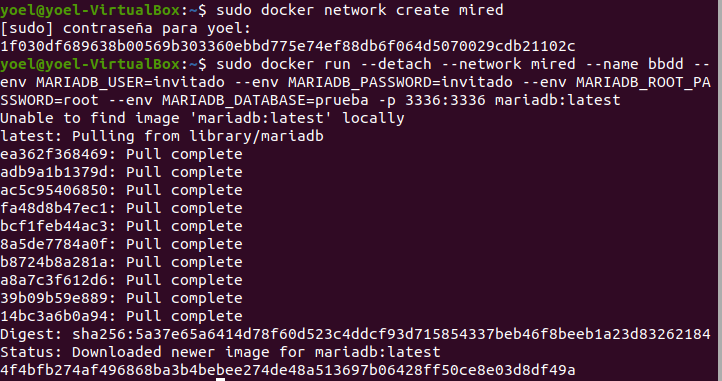 yoel@yoel-VirtualBox:~$ sudo docker network create mired
[sudo] contraseña para yoel:
1f030df689638b00569b303360ebbd775e74ef88db6f064d5070029cdb21102c
yoel@yoel-VirtualBox:~$ sudo docker run --detach --network mired --name bbdd --
env MARIADB_USER=invitado --env MARIADB_PASSWORD=invitado --env MARIADB_ROOT_PA
SSWORD=root --env MARIADB_DATABASE=prueba -p 3336:3336 mariadb:latest
Unable to find image 'mariadb:latest' locally
latest: Pulling from library/mariadb
ea362f368469: Pull complete
adb9a1b1379d: Pull complete
ac5c95406850: Pull complete
fa48d8b47ec1: Pull complete
bcf1feb44ac3: Pull complete
8a5de7784a0f: Pull complete
b8724b8a281a: Pull complete
a8a7c3f612d6: Pull complete
39b09b59e889: Pull complete
14bc3a6b0a94: Pull complete
Digest: sha256:5a37e65a6414d78f60d523c4ddcf93d715854337beb46f8beeb1a23d83262184
Status: Downloaded newer image for mariadb:latest
4f4bfb274af496868ba3b4bebee274de48a513697b06428ff50ce8e03d8df49a